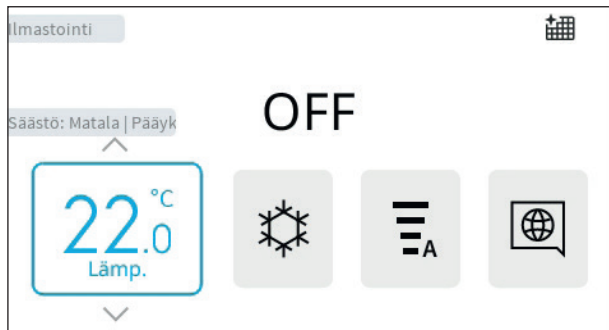 Ilmastointi
OFF
Säästö: Matala | Pääyk
22.0 °C
Lämp.
A